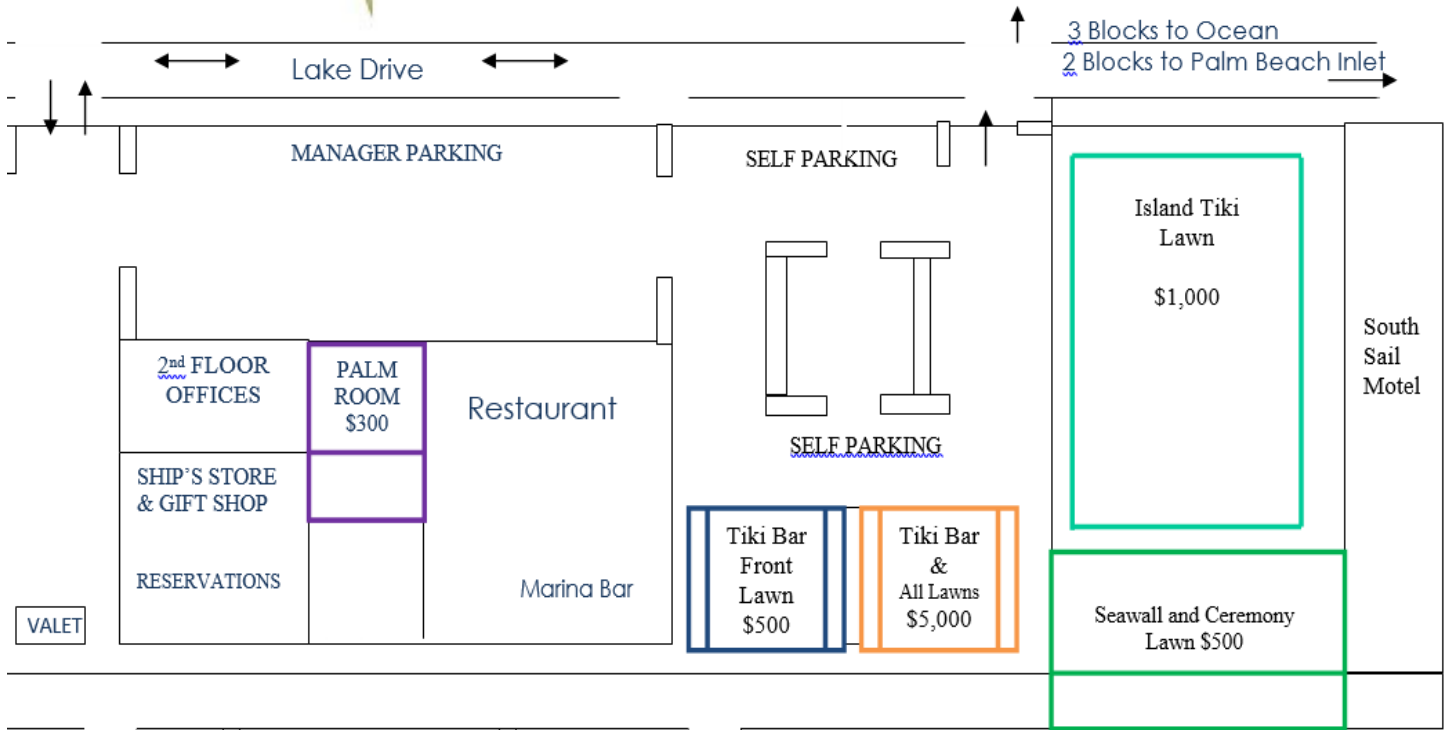 3 Blocks to Ocean
2 Blocks to Palm Beach Inlet
Lake Drive
MANAGER PARKING
SELF PARKING
Island Tiki
Lawn
$1,000
South
Sail
Motel
2nd FLOOR
OFFICES
PALM
ROOM
$300
Restaurant
SELF PARKING
SHIP'S STORE
& GIFT SHOP
RESERVATIONS
Marina Bar
Tiki Bar
Front
Lawn
$500
Tiki Bar
&
All Lawns
$5,000
Seawall and Ceremony
Lawn $500
VALET